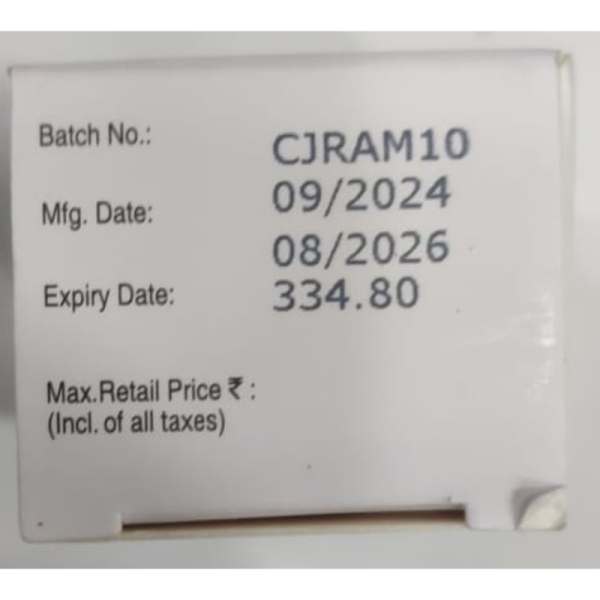 Batch No.: CJRAM10
Mfg. Date: 09/2024
08/2026
Expiry Date: 334.80
Max.Retail Price ₹ :
(Incl. of all taxes)